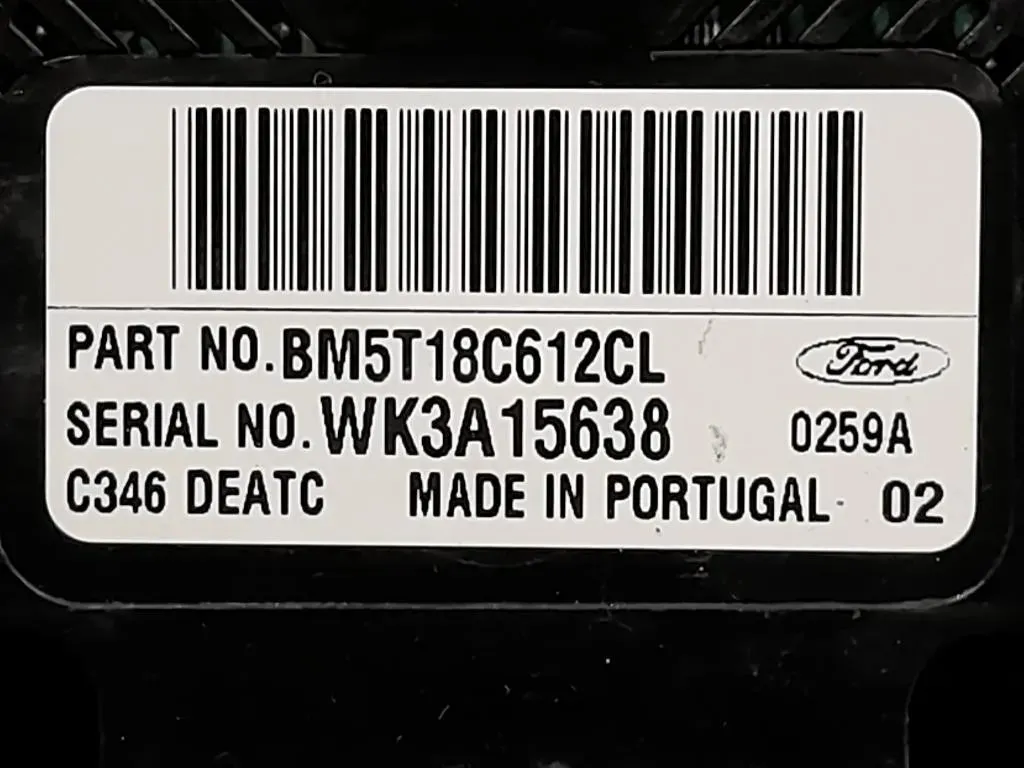 PART NO. BM5T18C612CL Ford
SERIAL NO. WK3A15638 0259A
C346 DEATC MADE IN PORTUGAL 02